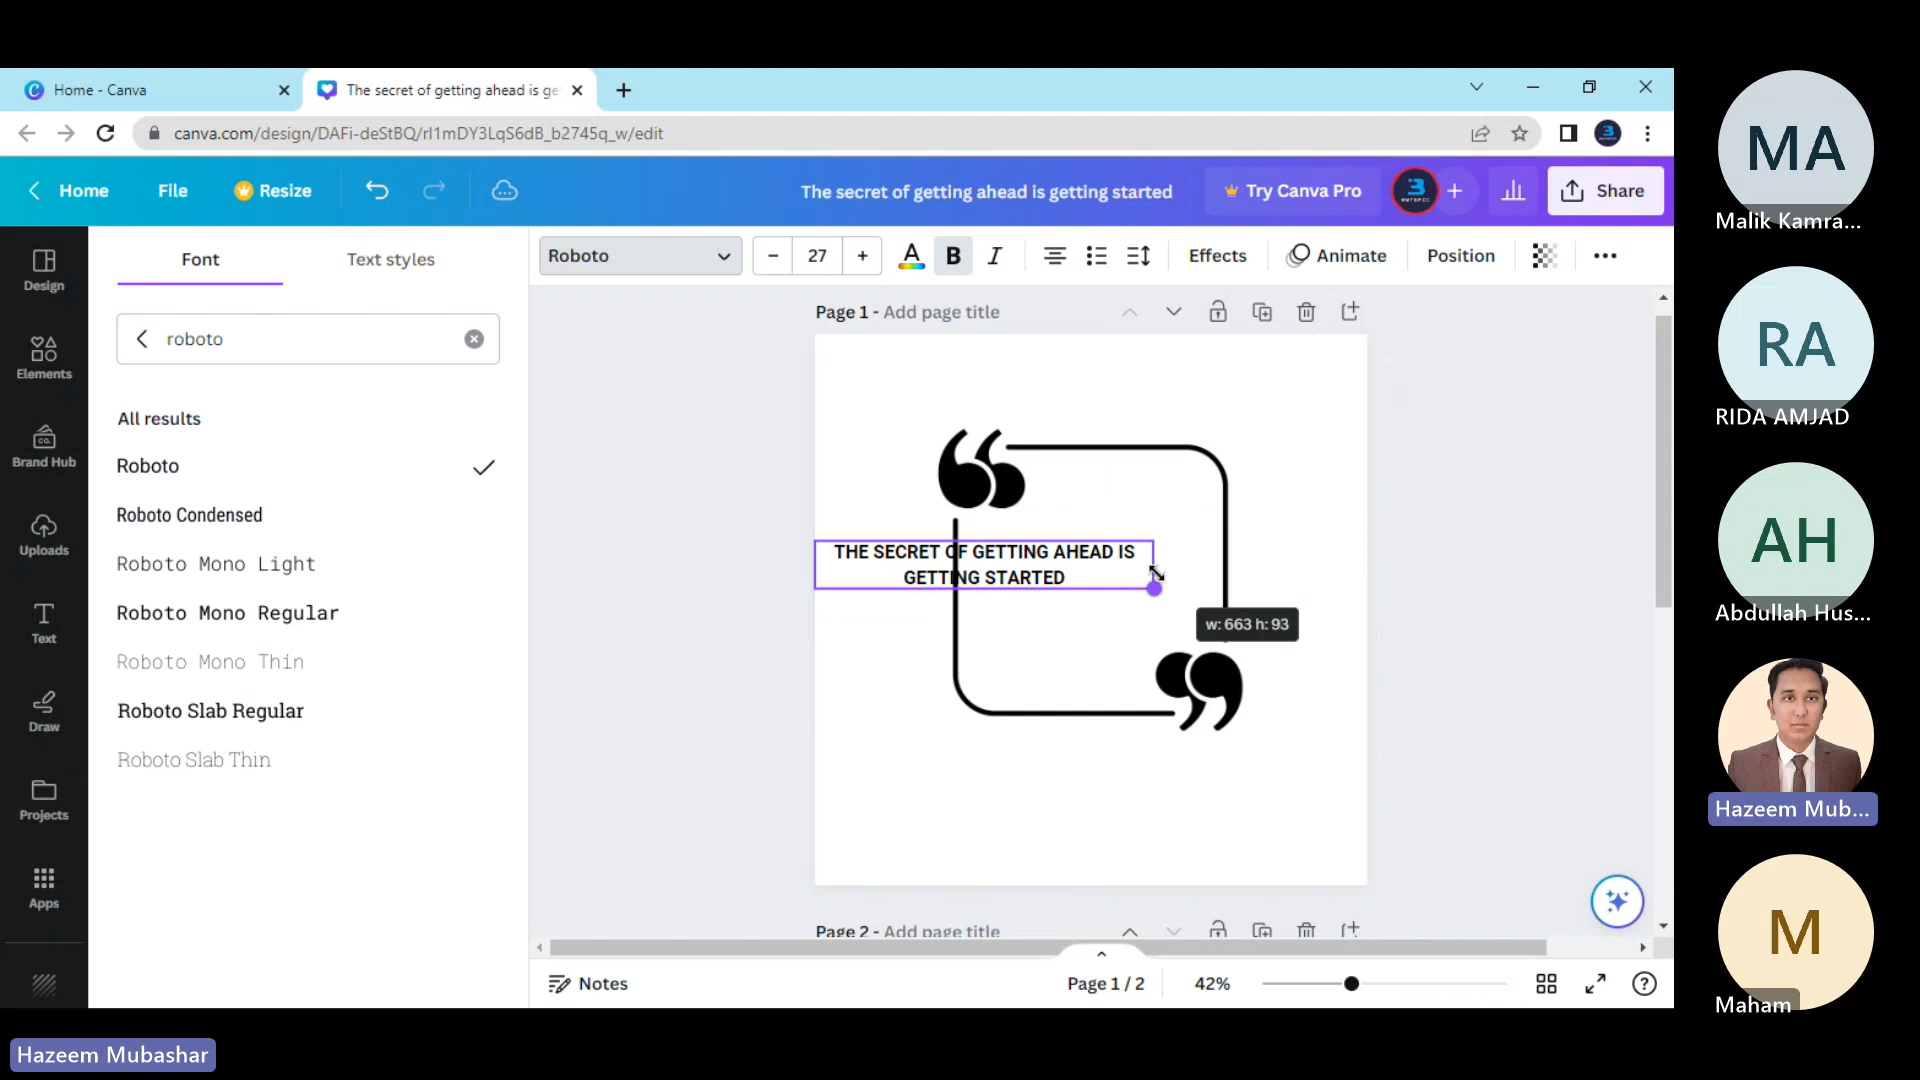 Home - Canva
The secret of getting ahead is ge
canva.com/design/DAFi-deStBQ/rI1mDY3LqS6dB_b2745q_w/edit
Home
File
Resize
The secret of getting ahead is getting started
Try Canva Pro
Share
Font
Text styles
Roboto
27
A
B
I
Effects
Animate
Position
Design
Elements
Brand Hub
Uploads
Text
Draw
Projects
Apps
roboto
All results
Roboto
Roboto Condensed
Roboto Mono Light
Roboto Mono Regular
Roboto Mono Thin
Roboto Slab Regular
Roboto Slab Thin
Page 1 - Add page title
THE SECRET OF GETTING AHEAD IS
GETTING STARTED
w: 663 h: 93
Page 2 - Add page title
Notes
Page 1 / 2
42%
MA
Malik Kamra...
RA
RIDA AMJAD
AH
Abdullah Hus...
Hazeem Mub...
M
Maham
Hazeem Mubashar